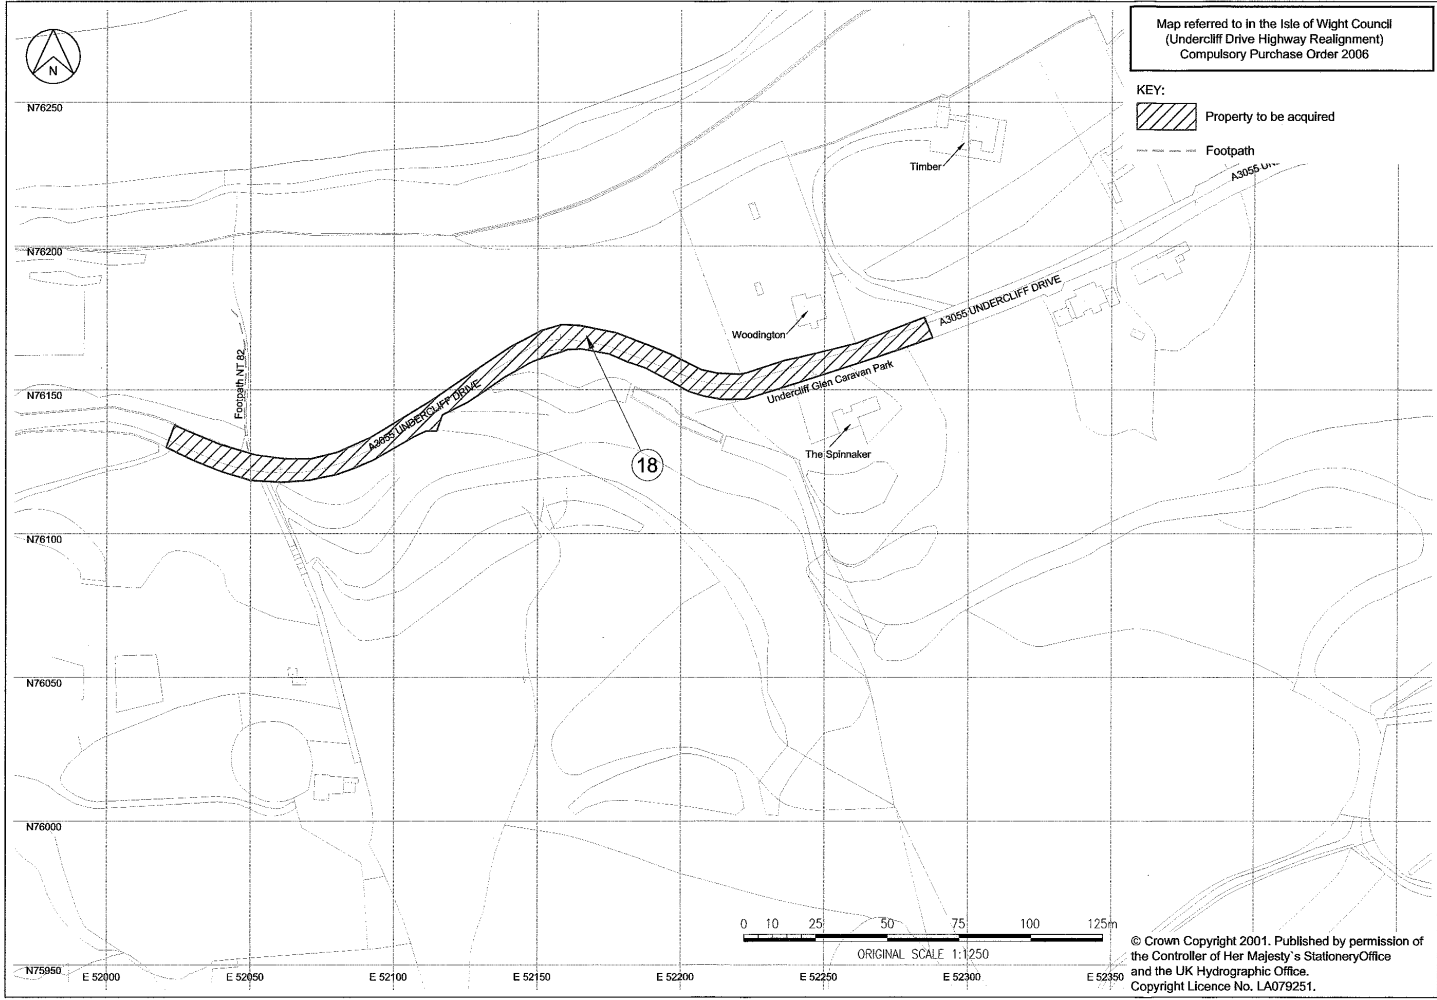 Map referred to in the Isle of Wight Council
(Undercliff Drive Highway Realignment)
Compulsory Purchase Order 2006
KEY:
Property to be acquired
Footpath
N
N76250
N76200
N76150
N76100
N76050
N76000
N75950
Timber
A3055 UN
Woodington
A3055 UNDERCLIFF DRIVE
Footpath NT 82
A3055 UNDERCLIFF DRIVE
Undercliff Glen Caravan Park
The Spinnaker
18
0 10 25 50 75 100 125m
ORIGINAL SCALE 1:1250
E 52000 E 52050 E 52100 E 52150 E 52200 E 52250 E 52300 E 52350
© Crown Copyright 2001. Published by permission of
the Controller of Her Majesty`s StationeryOffice
and the UK Hydrographic Office.
Copyright Licence No. LA079251.